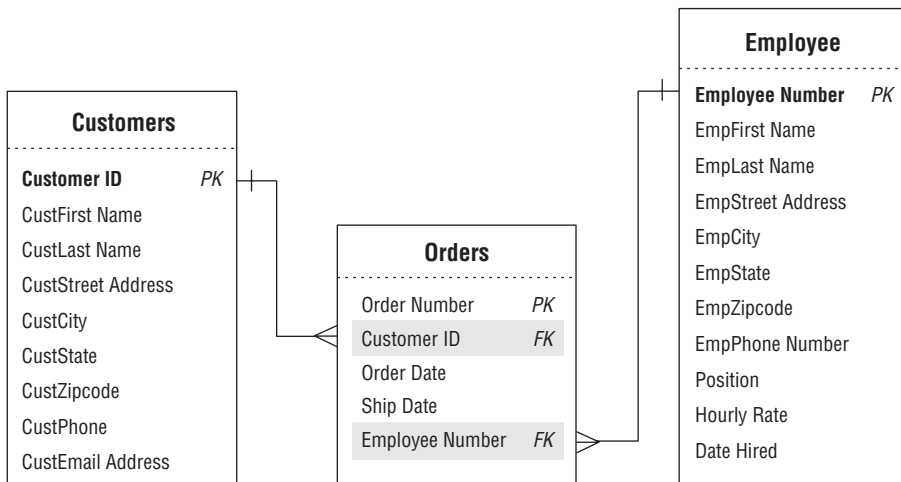 Customers
Customer ID PK
CustFirst Name
CustLast Name
CustStreet Address
CustCity
CustState
CustZipcode
CustPhone
CustEmail Address
Orders
Order Number PK
Customer ID FK
Order Date
Ship Date
Employee Number FK
Employee
Employee Number PK
EmpFirst Name
EmpLast Name
EmpStreet Address
EmpCity
EmpState
EmpZipcode
EmpPhone Number
Position
Hourly Rate
Date Hired